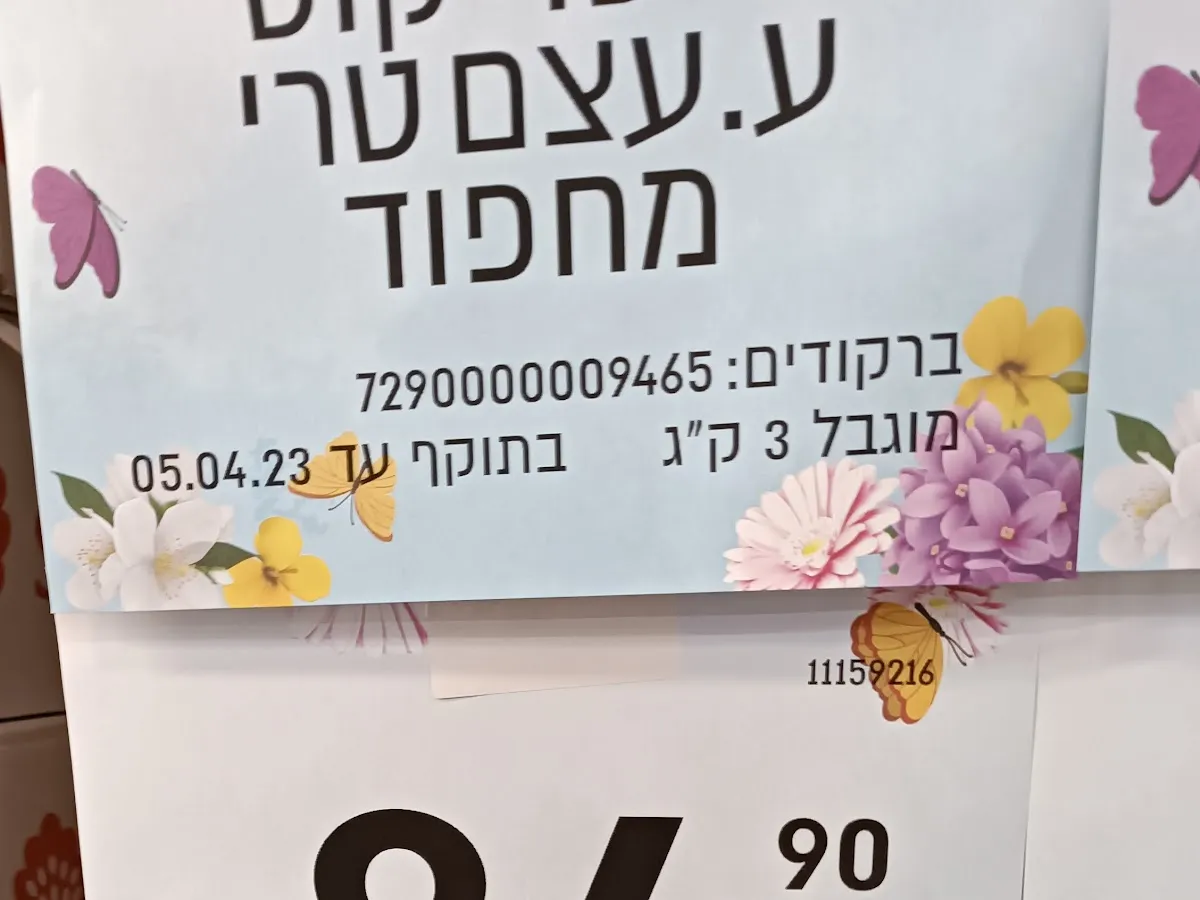 ע.עצם טרי
מחפוד
ברקודים: 7290000009465
מוגבל 3 ק"ג בתוקף עד 05.04.23
11159216
90